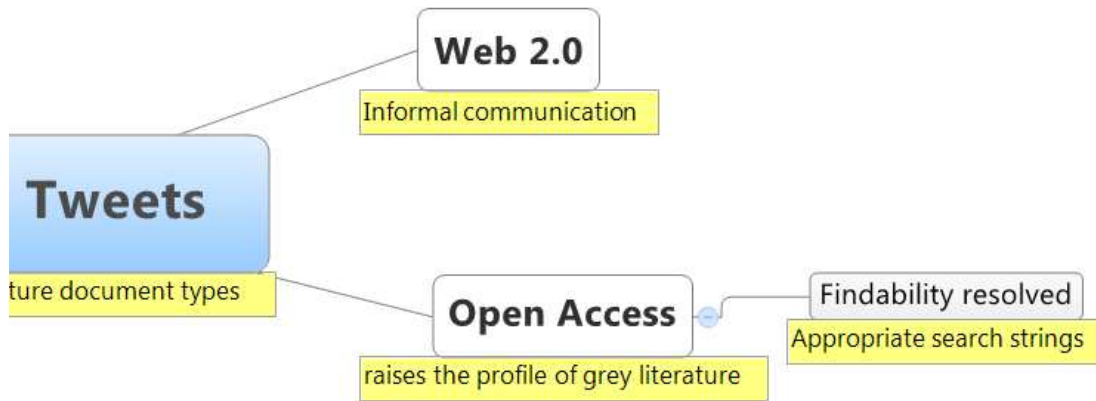 Web 2.0
Informal communication
Tweets
ture document types
Open Access
raises the profile of grey literature
Findability resolved
Appropriate search strings